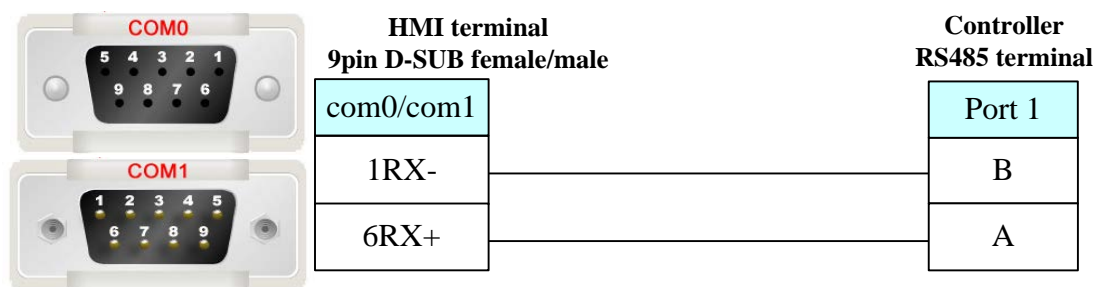 COM0
5 4 3 2 1
9 8 7 6
COM1
1 2 3 4 5
6 7 8 9
HMI terminal
9pin D-SUB female/male
com0/com1
1RX-
6RX+
Controller
RS485 terminal
Port 1
B
A